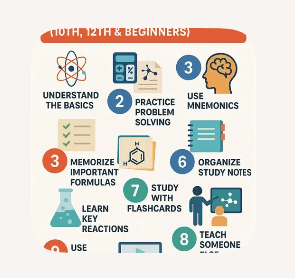 (10TH, 12TH & BEGINNERS)
UNDERSTAND
THE BASICS
2
PRACTICE
PROBLEM
SOLVING
3
USE
MNEMONICS
3
MEMORIZE
IMPORTANT
FORMULAS
6
ORGANIZE
STUDY NOTES
7
STUDY
WITH
FLASHCARDS
LEARN
KEY
REACTIONS
8
TEACH
SOMEONE
9
USE